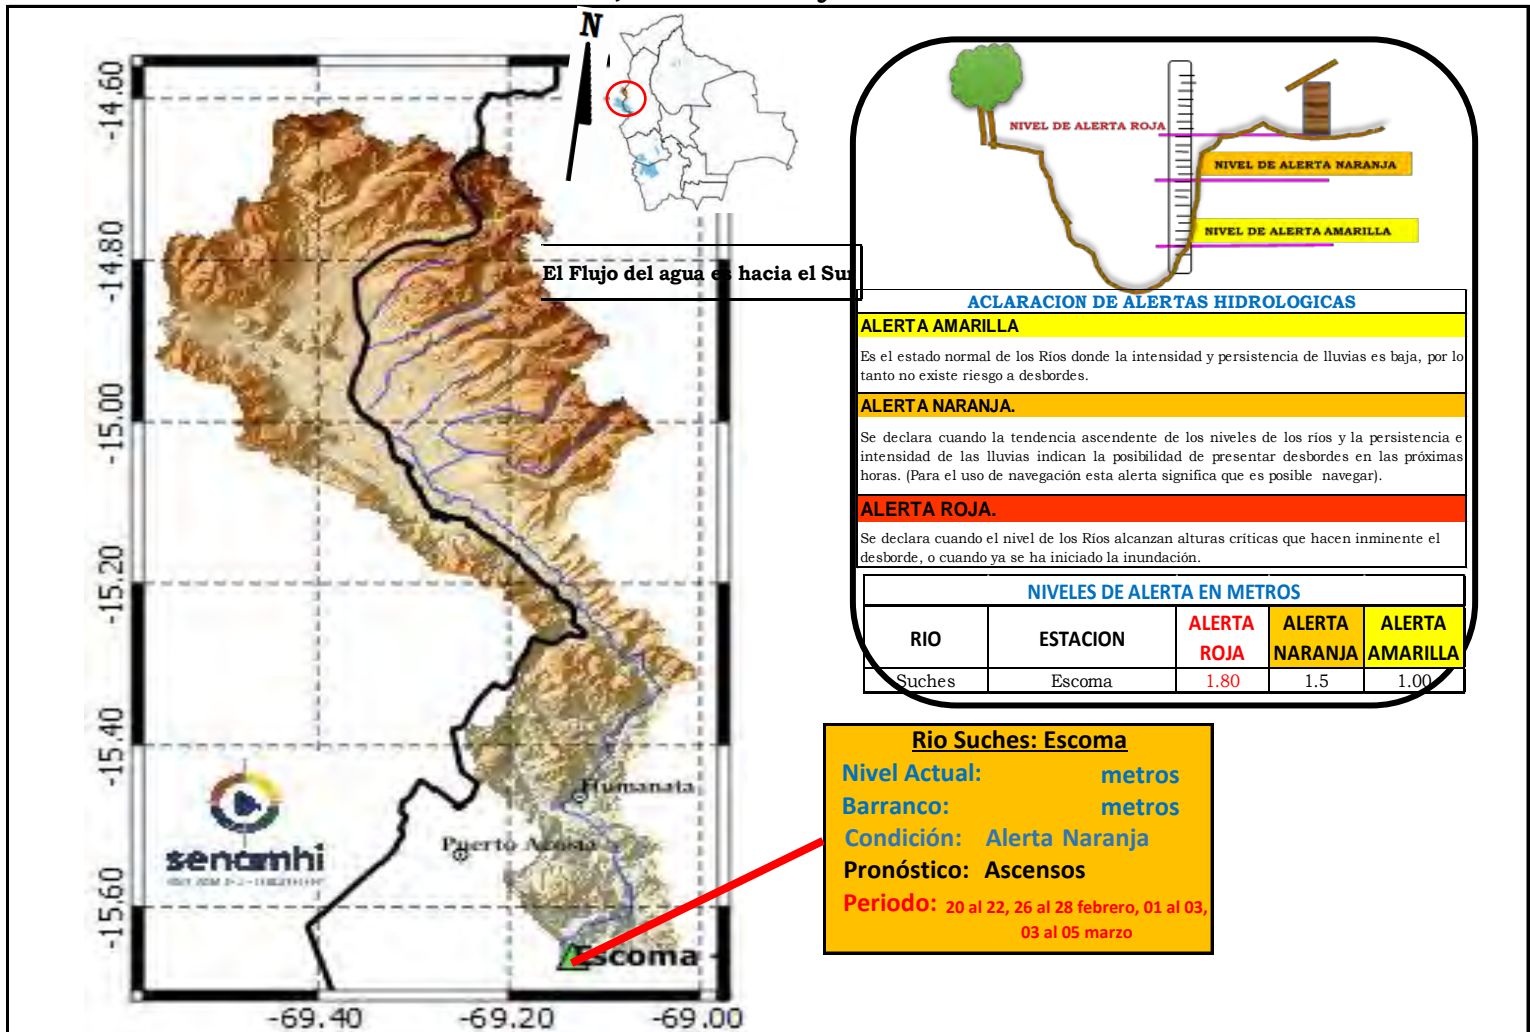 N
-14.60
-14.80
-15.00
-15.20
-15.40
-15.60
-69.40
-69.20
-69.00
El Flujo del agua es hacia el Sur
Humanata
Puerto Acosta
senamhi
Escoma
NIVEL DE ALERTA ROJA
NIVEL DE ALERTA NARANJA
NIVEL DE ALERTA AMARILLA
ACLARACION DE ALERTAS HIDROLOGICAS
ALERTA AMARILLA
Es el estado normal de los Ríos donde la intensidad y persistencia de lluvias es baja, por lo
tanto no existe riesgo a desbordes.
ALERTA NARANJA.
Se declara cuando la tendencia ascendente de los niveles de los ríos y la persistencia e
intensidad de las lluvias indican la posibilidad de presentar desbordes en las próximas
horas. (Para el uso de navegación esta alerta significa que es posible navegar).
ALERTA ROJA.
Se declara cuando el nivel de los Ríos alcanzan alturas críticas que hacen inminente el
desborde, o cuando ya se ha iniciado la inundación.
NIVELES DE ALERTA EN METROS
RIO ESTACION ALERTA ROJA ALERTA NARANJA ALERTA AMARILLA
Suches Escoma 1.80 1.5 1.00
Rio Suches: Escoma
Nivel Actual: metros
Barranco: metros
Condición: Alerta Naranja
Pronóstico: Ascensos
Periodo: 20 al 22, 26 al 28 febrero, 01 al 03,
03 al 05 marzo